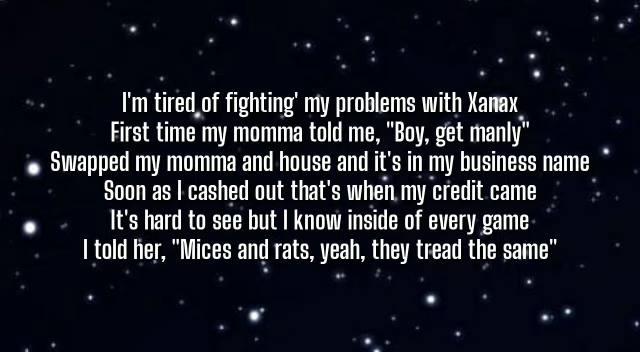 I'm tired of fighting' my problems with Xanax
First time my momma told me, "Boy, get manly"
Swapped my momma and house and it's in my business name
Soon as I cashed out that's when my credit came
It's hard to see but I know inside of every game
I told her, "Mices and rats, yeah, they tread the same"